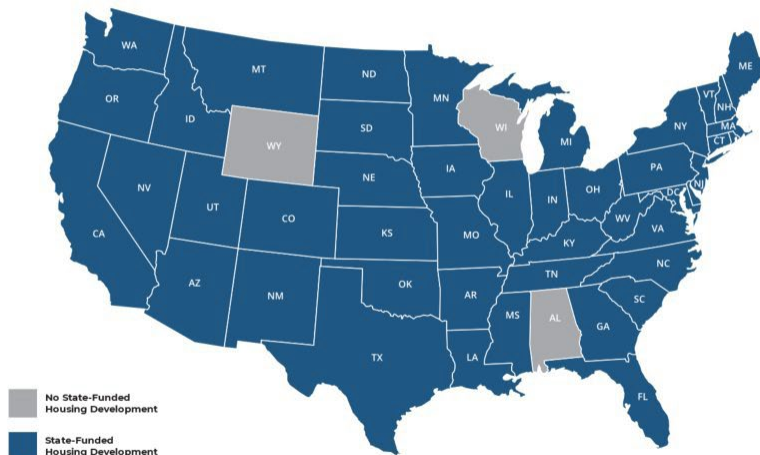 WA
MT
ND
MN
ME
VT
NH
OR
ID
SD
WI
NY
MA
CT
MI
WY
IA
NE
PA
NJ
NV
UT
CO
IL
IN
OH
DC
WV
VA
CA
KS
MO
KY
NC
AZ
NM
OK
AR
TN
SC
MS
AL
GA
TX
LA
FL
No State-Funded
Housing Development
State-Funded
Housing Development